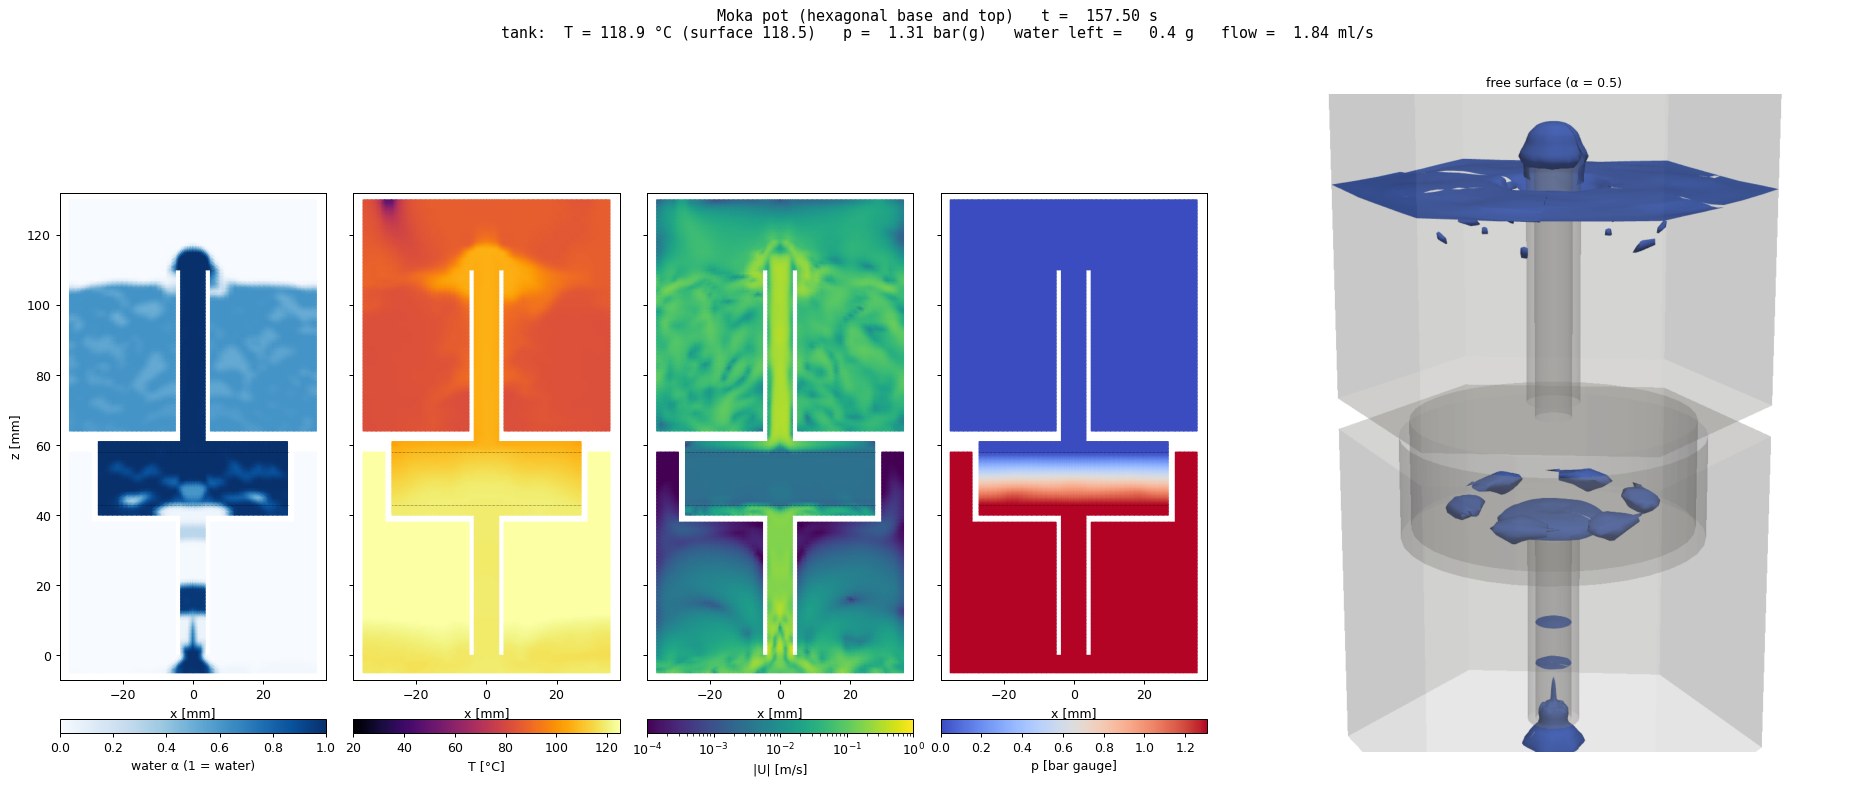 Moka pot (hexagonal base and top)   t =  157.50 s
tank:  T = 118.9 °C (surface 118.5)   p =  1.31 bar(g)   water left =   0.4 g   flow =  1.84 ml/s
free surface (α = 0.5)
120
100
80
60
40
20
0
z [mm]
−20 0 20
−20 0 20
−20 0 20
−20 0 20
x [mm]
x [mm]
x [mm]
x [mm]
0.0 0.2 0.4 0.6 0.8 1.0
water α (1 = water)
20 40 60 80 100 120
T [°C]
10⁻⁴ 10⁻³ 10⁻² 10⁻¹ 10⁰
|U| [m/s]
0.0 0.2 0.4 0.6 0.8 1.0 1.2
p [bar gauge]